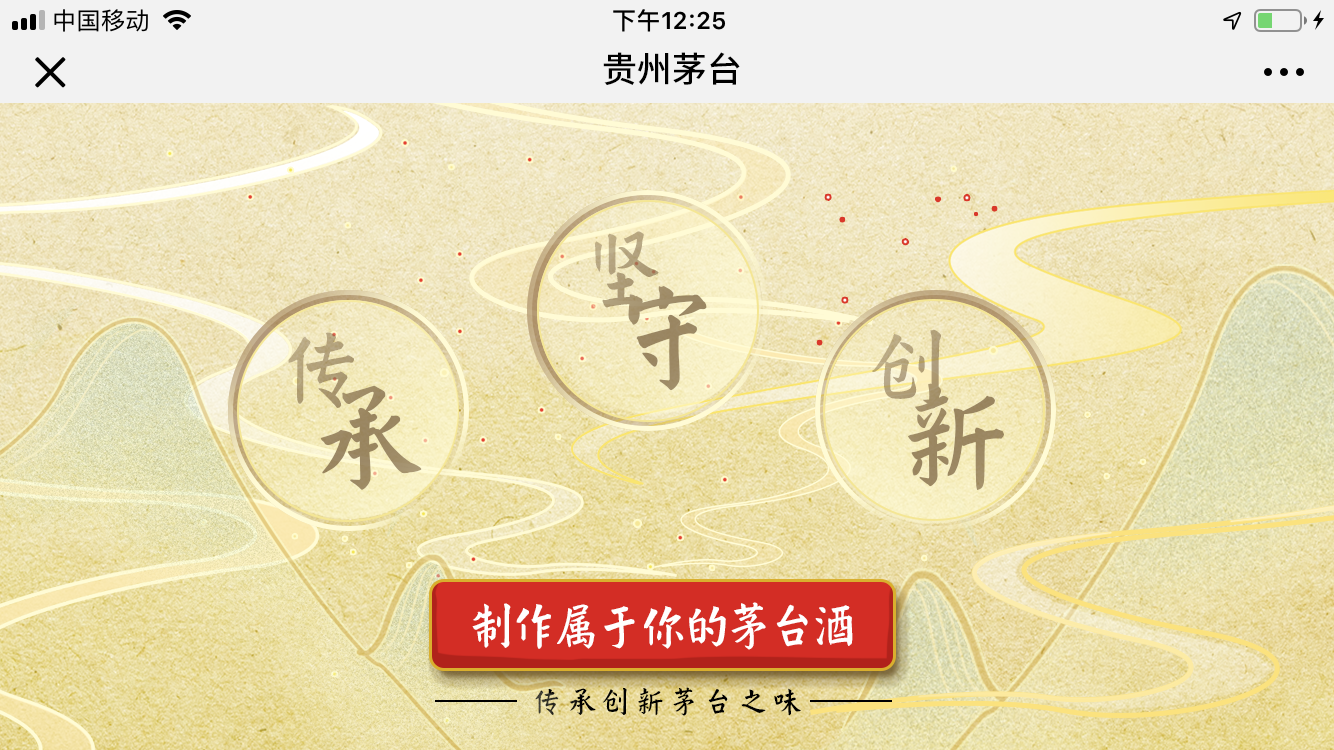 中国移动 下午12:25
贵州茅台
传承
坚守
创新
制作属于你的茅台酒
传承创新茅台之味